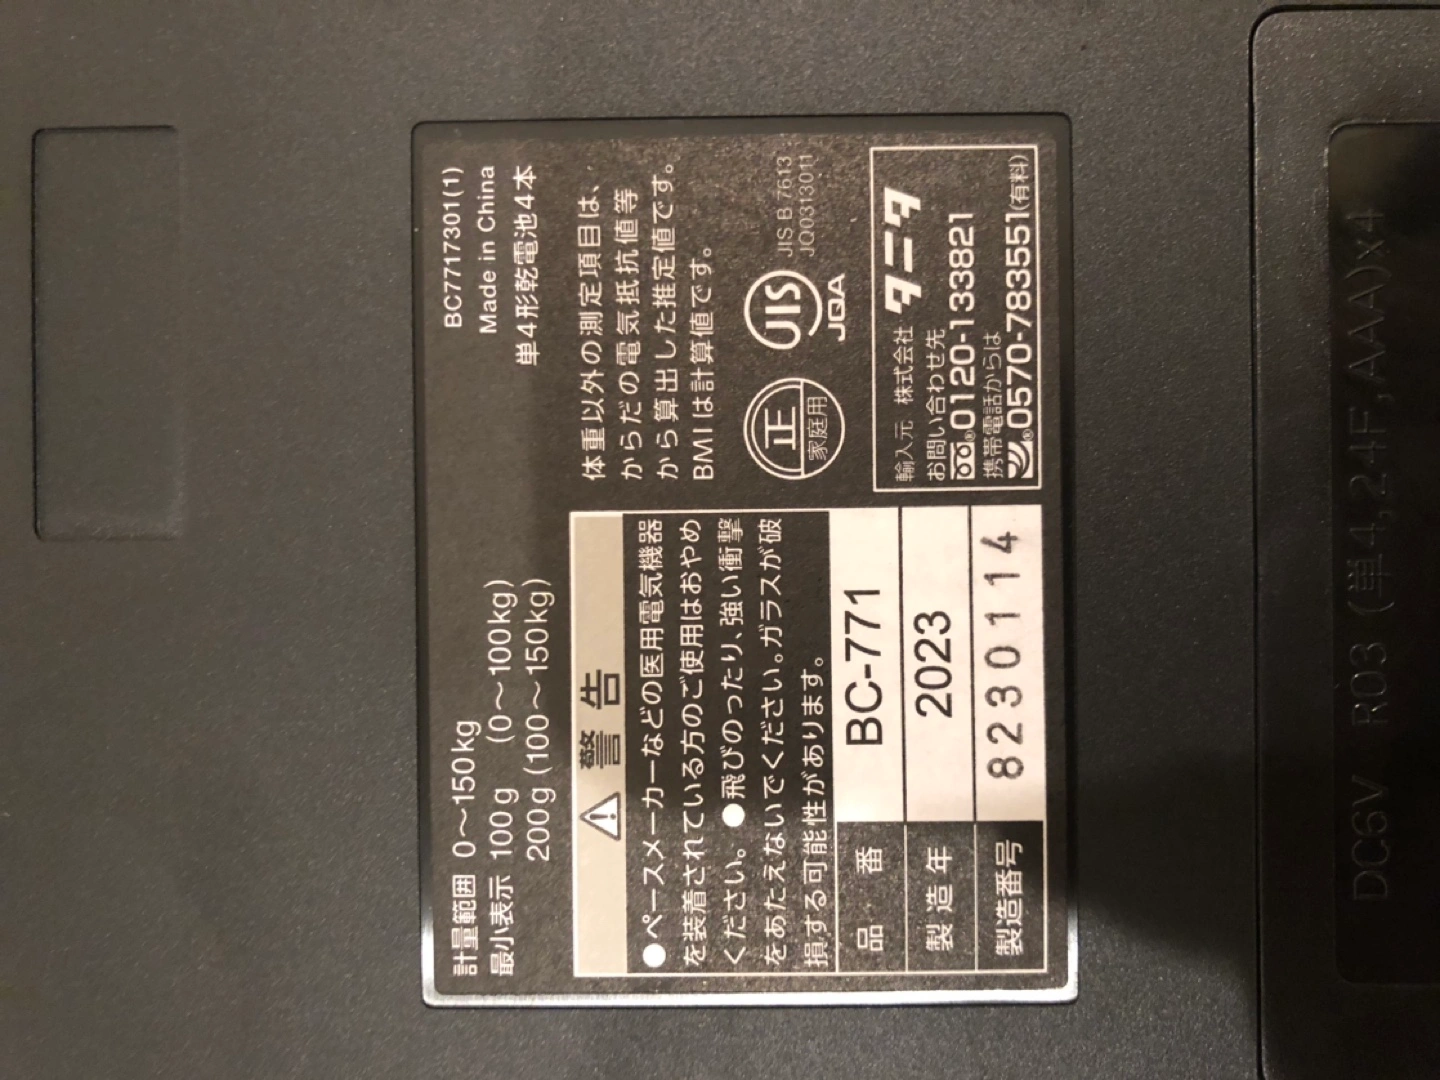 計量範囲 0～150kg
最小表示 100g (0～100kg)
200g (100～150kg)
BC7717301(1)
Made in China
単4形乾電池4本
警告
●ペースメーカーなどの医用電気機器
を装着されている方のご使用はおやめ
ください。 ●飛びのったり、強い衝撃
をあたえないでください。ガラスが破
損する可能性があります。
体重以外の測定項目は、
からだの電気抵抗値等
から算出した推定値です。
BMIは計算値です。
正
家庭用
JIS
JQA
JIS B 7613
JQ0313011
品番 BC-771
製造年 2023
製造番号 8230114
輸入元 株式会社 タニタ
お問い合わせ先
0120-133821
携帯電話からは
0570-783551(有料)
DC6V R03 (単4,24F,AAA)x4